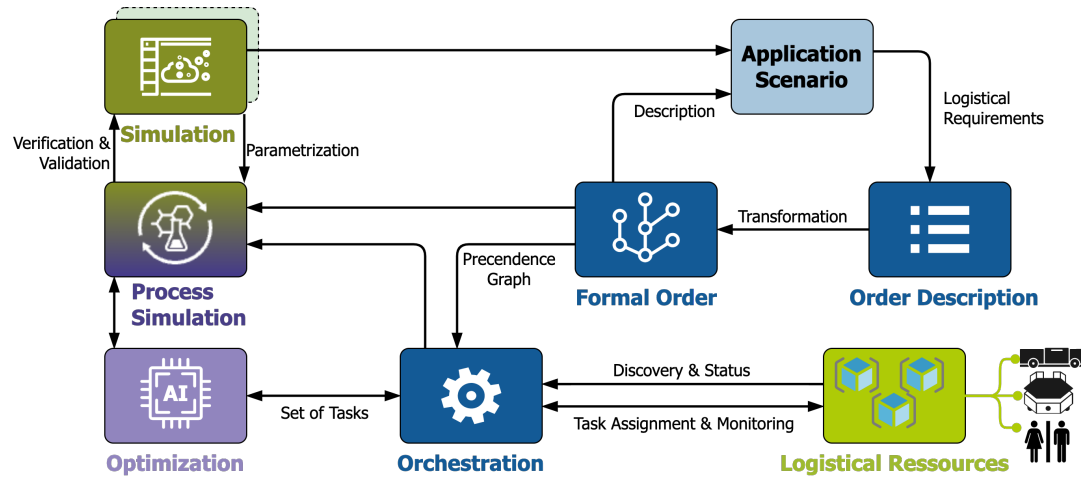 Application
Scenario
Simulation
Description
Logistical
Requirements
Verification &
Validation
Parametrization
Transformation
Precendence
Graph
Process
Simulation
Formal Order
Order Description
AI
Discovery & Status
Set of Tasks
Task Assignment & Monitoring
Optimization
Orchestration
Logistical Ressources